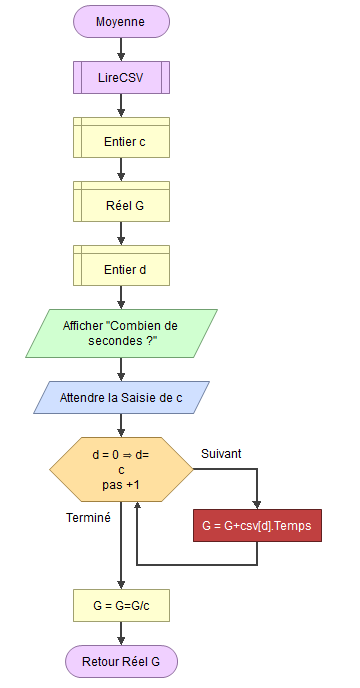 Moyenne
LireCSV
Entier c
Réel G
Entier d
Afficher "Combien de
secondes ?"
Attendre la Saisie de c
d = 0 ⇒ d=
c
pas +1
Suivant
Terminé
G = G+csv[d].Temps
G = G=G/c
Retour Réel G